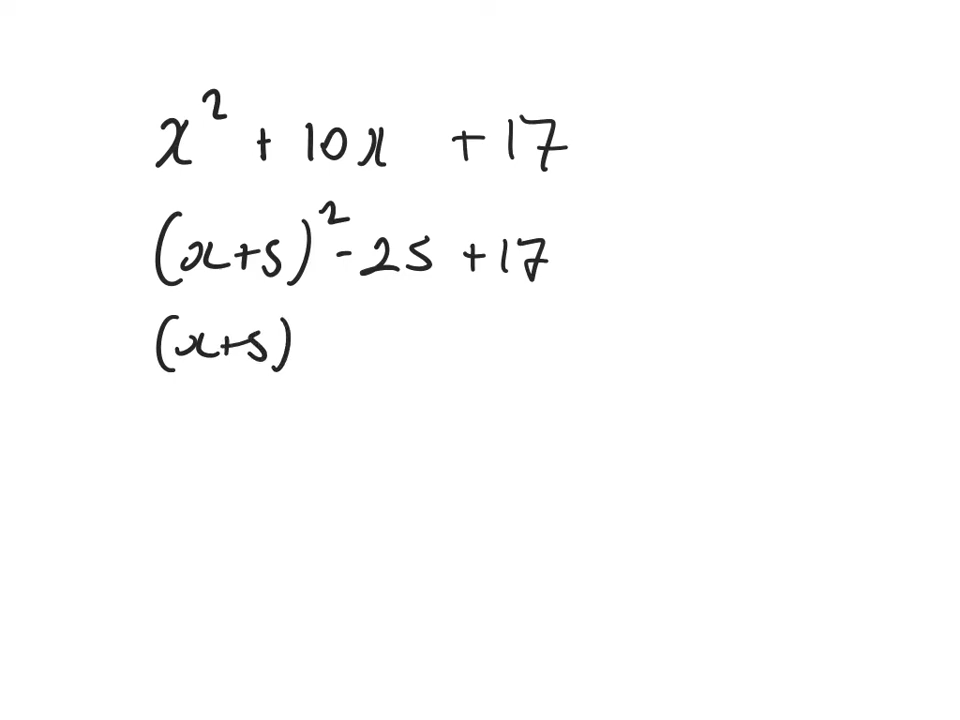 x² + 10x + 17
(x+5)² - 25 + 17
(x+5)